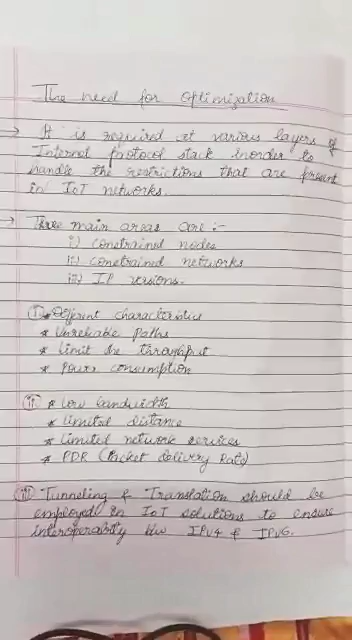 The need for optimization
→ It is required at various layers of
Internet protocol stack inorder to
handle the restrictions that are present
in IoT networks.
→ Three main areas are :-
i) constrained nodes
ii) constrained networks
iii) IP versions.
i) * Different characteristics
* Unreliable Paths
* limit the throughput
* Power consumption
ii) * Low bandwidth
* Limited distance
* Limited network services
* PDR (Packet delivery Rate)
iii) Tunneling & Translation should be
employed in IoT solutions to ensure
interoperability b/w IPv4 & IPv6.